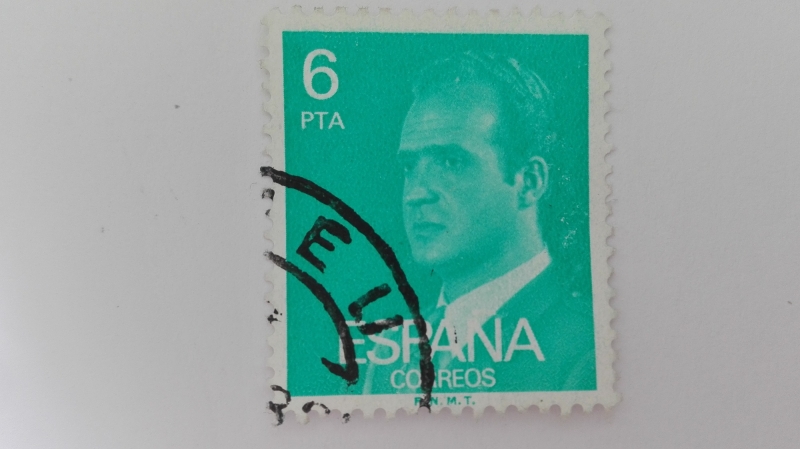 6
PTA
ESPAÑA
CORREOS
F. N. M. T.